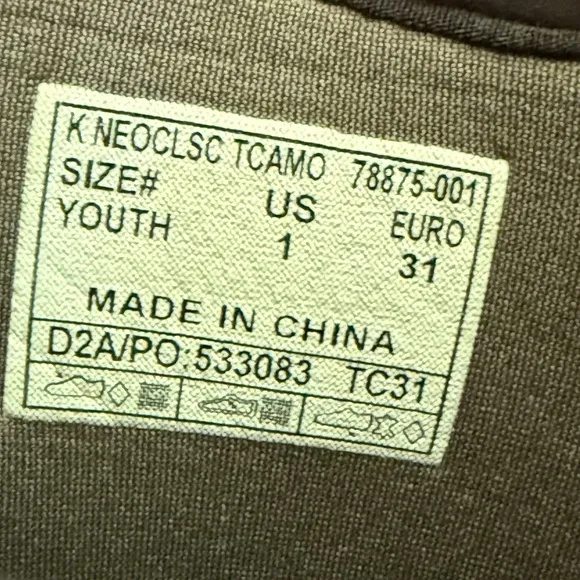 K NEOCLSC TCAMO 78875-001
SIZE# US EURO
YOUTH 1 31
MADE IN CHINA
D2A/PO:533083 TC31